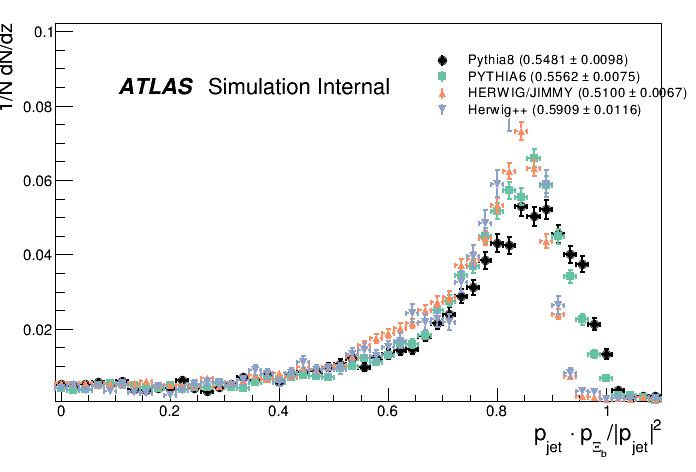 1/N dN/dz
0.1
0.08
0.06
0.04
0.02
ATLAS Simulation Internal
Pythia8 (0.5481 ± 0.0098)
PYTHIA6 (0.5562 ± 0.0075)
HERWIG/JIMMY (0.5100 ± 0.0067)
Herwig++ (0.5909 ± 0.0116)
0 0.2 0.4 0.6 0.8 1
p_jet · p_Ξ_b/|p_jet|²